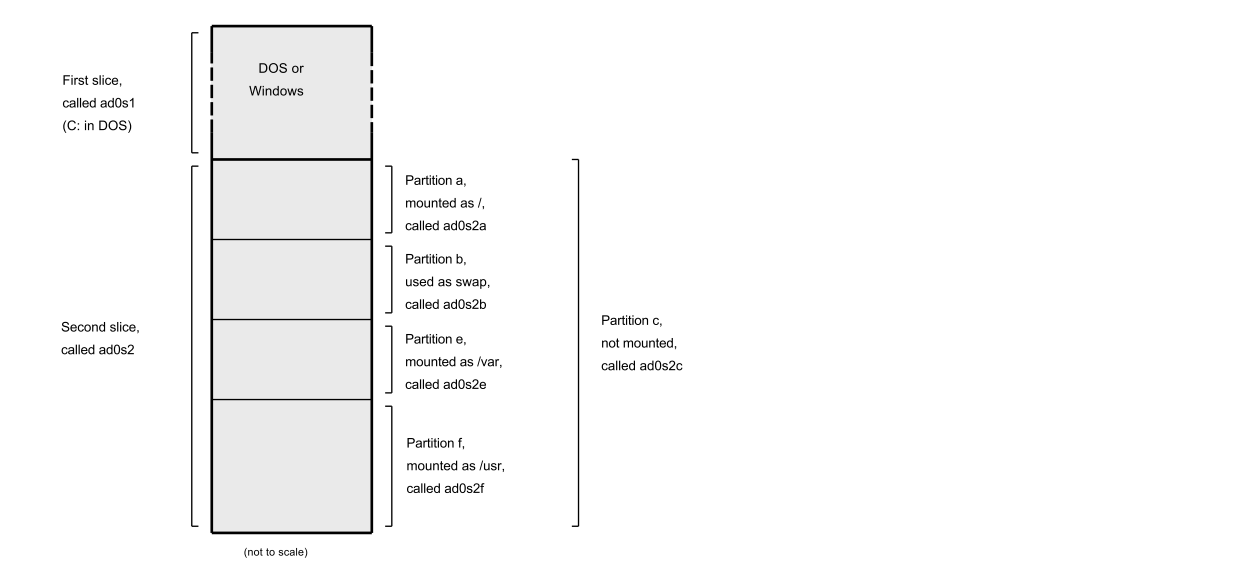 DOS or
Windows
First slice,
called ad0s1
(C: in DOS)
Partition a,
mounted as /,
called ad0s2a
Partition b,
used as swap,
called ad0s2b
Second slice,
called ad0s2
Partition e,
mounted as /var,
called ad0s2e
Partition c,
not mounted,
called ad0s2c
Partition f,
mounted as /usr,
called ad0s2f
(not to scale)